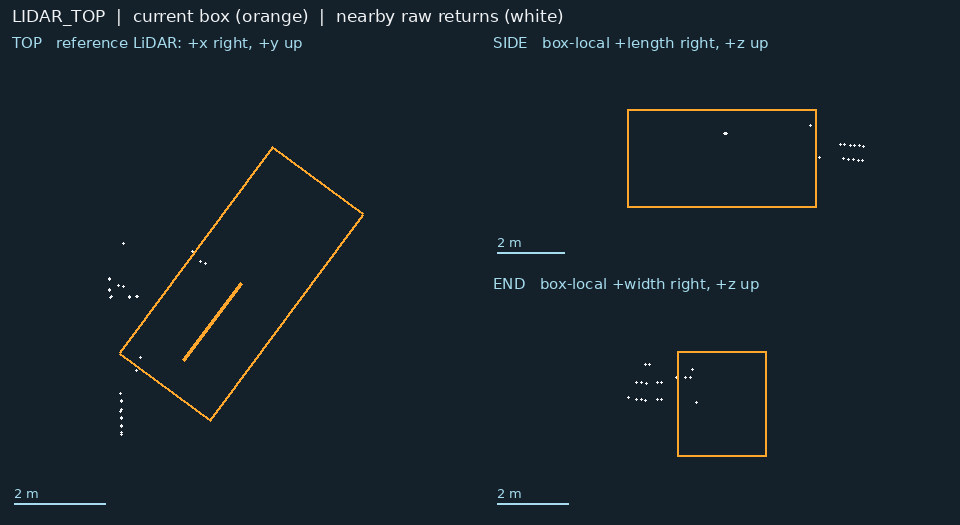 LIDAR_TOP | current box (orange) | nearby raw returns (white)
TOP reference LiDAR: +x right, +y up
SIDE box-local +length right, +z up
2 m
END box-local +width right, +z up
2 m
2 m